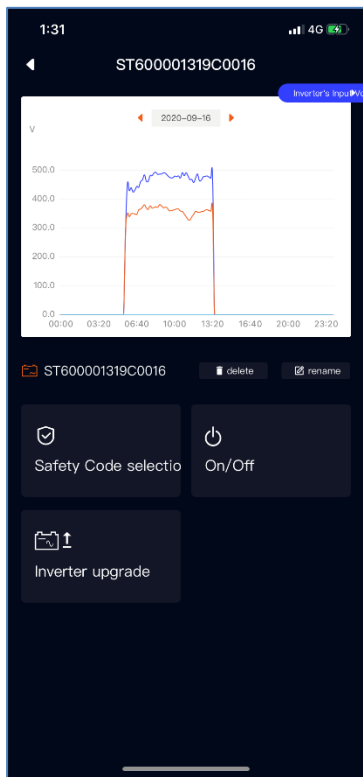 1:31
4G
ST600001319C0016
Inverter's Input Vo
2020-09-16
V
500.0
400.0
300.0
200.0
100.0
0.0
00:00 03:20 06:40 10:00 13:20 16:40 20:00 23:20
ST600001319C0016 delete rename
Safety Code selectio On/Off
Inverter upgrade